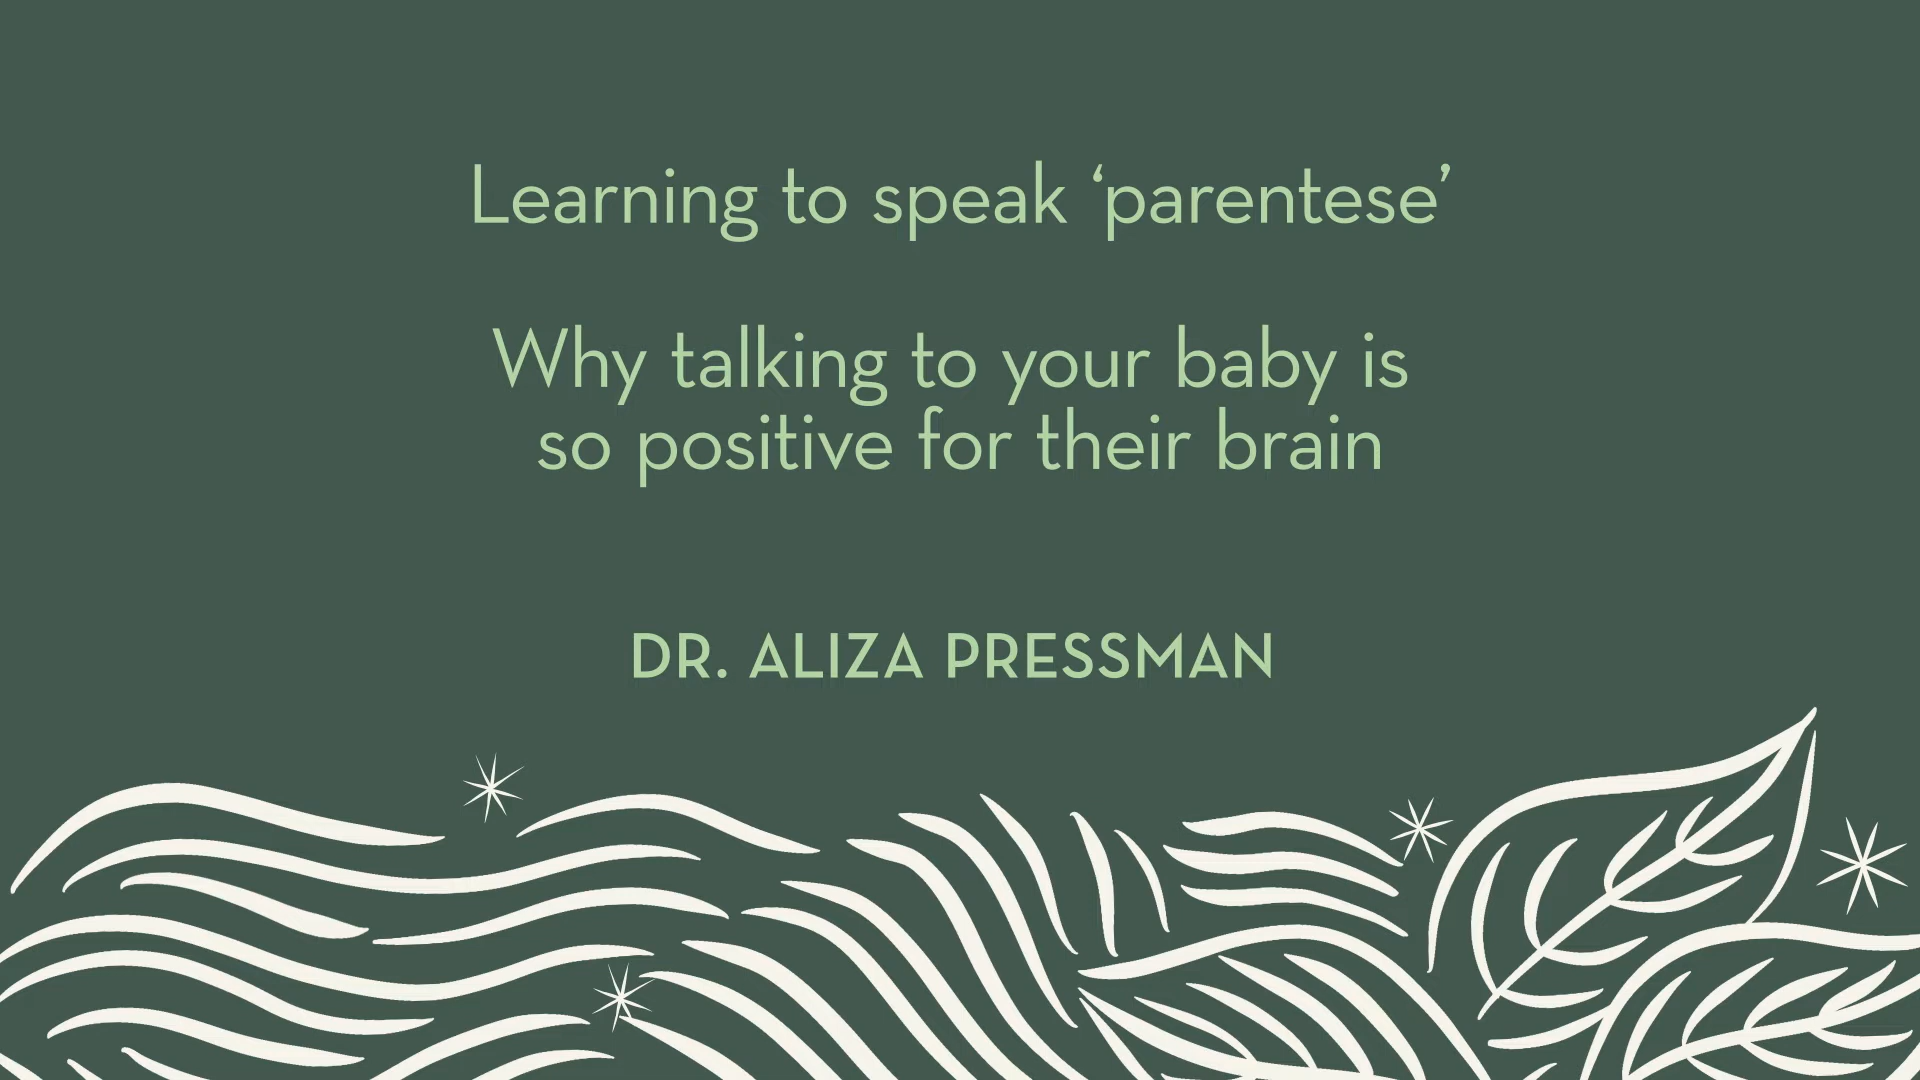 Learning to speak ‘parentese’
Why talking to your baby is
so positive for their brain
DR. ALIZA PRESSMAN